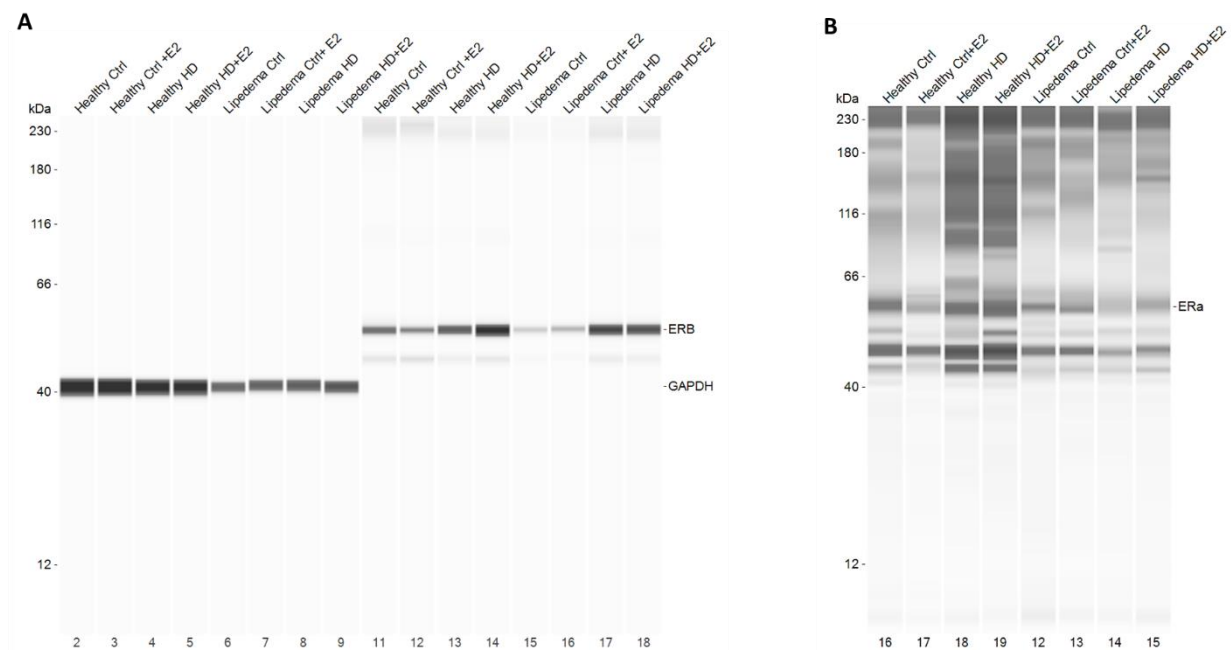 A
Healthy Ctrl
Healthy Ctrl +E2
Healthy HD
Healthy HD+E2
Lipedema Ctrl
Lipedema Ctrl+ E2
Lipedema HD
Lipedema HD+E2
Healthy Ctrl
Healthy Ctrl +E2
Healthy HD
Healthy HD+E2
Lipedema Ctrl
Lipedema Ctrl+ E2
Lipedema HD
Lipedema HD+E2
kDa
230
180
116
66
40
12
ERB
GAPDH
2 3 4 5 6 7 8 9 11 12 13 14 15 16 17 18
B
Healthy Ctrl
Healthy Ctrl+E2
Healthy HD
Healthy HD+E2
Lipedema Ctrl
Lipedema Ctrl+E2
Lipedema HD
Lipedema HD+E2
kDa
230
180
116
66
40
12
ERa
16 17 18 19 12 13 14 15